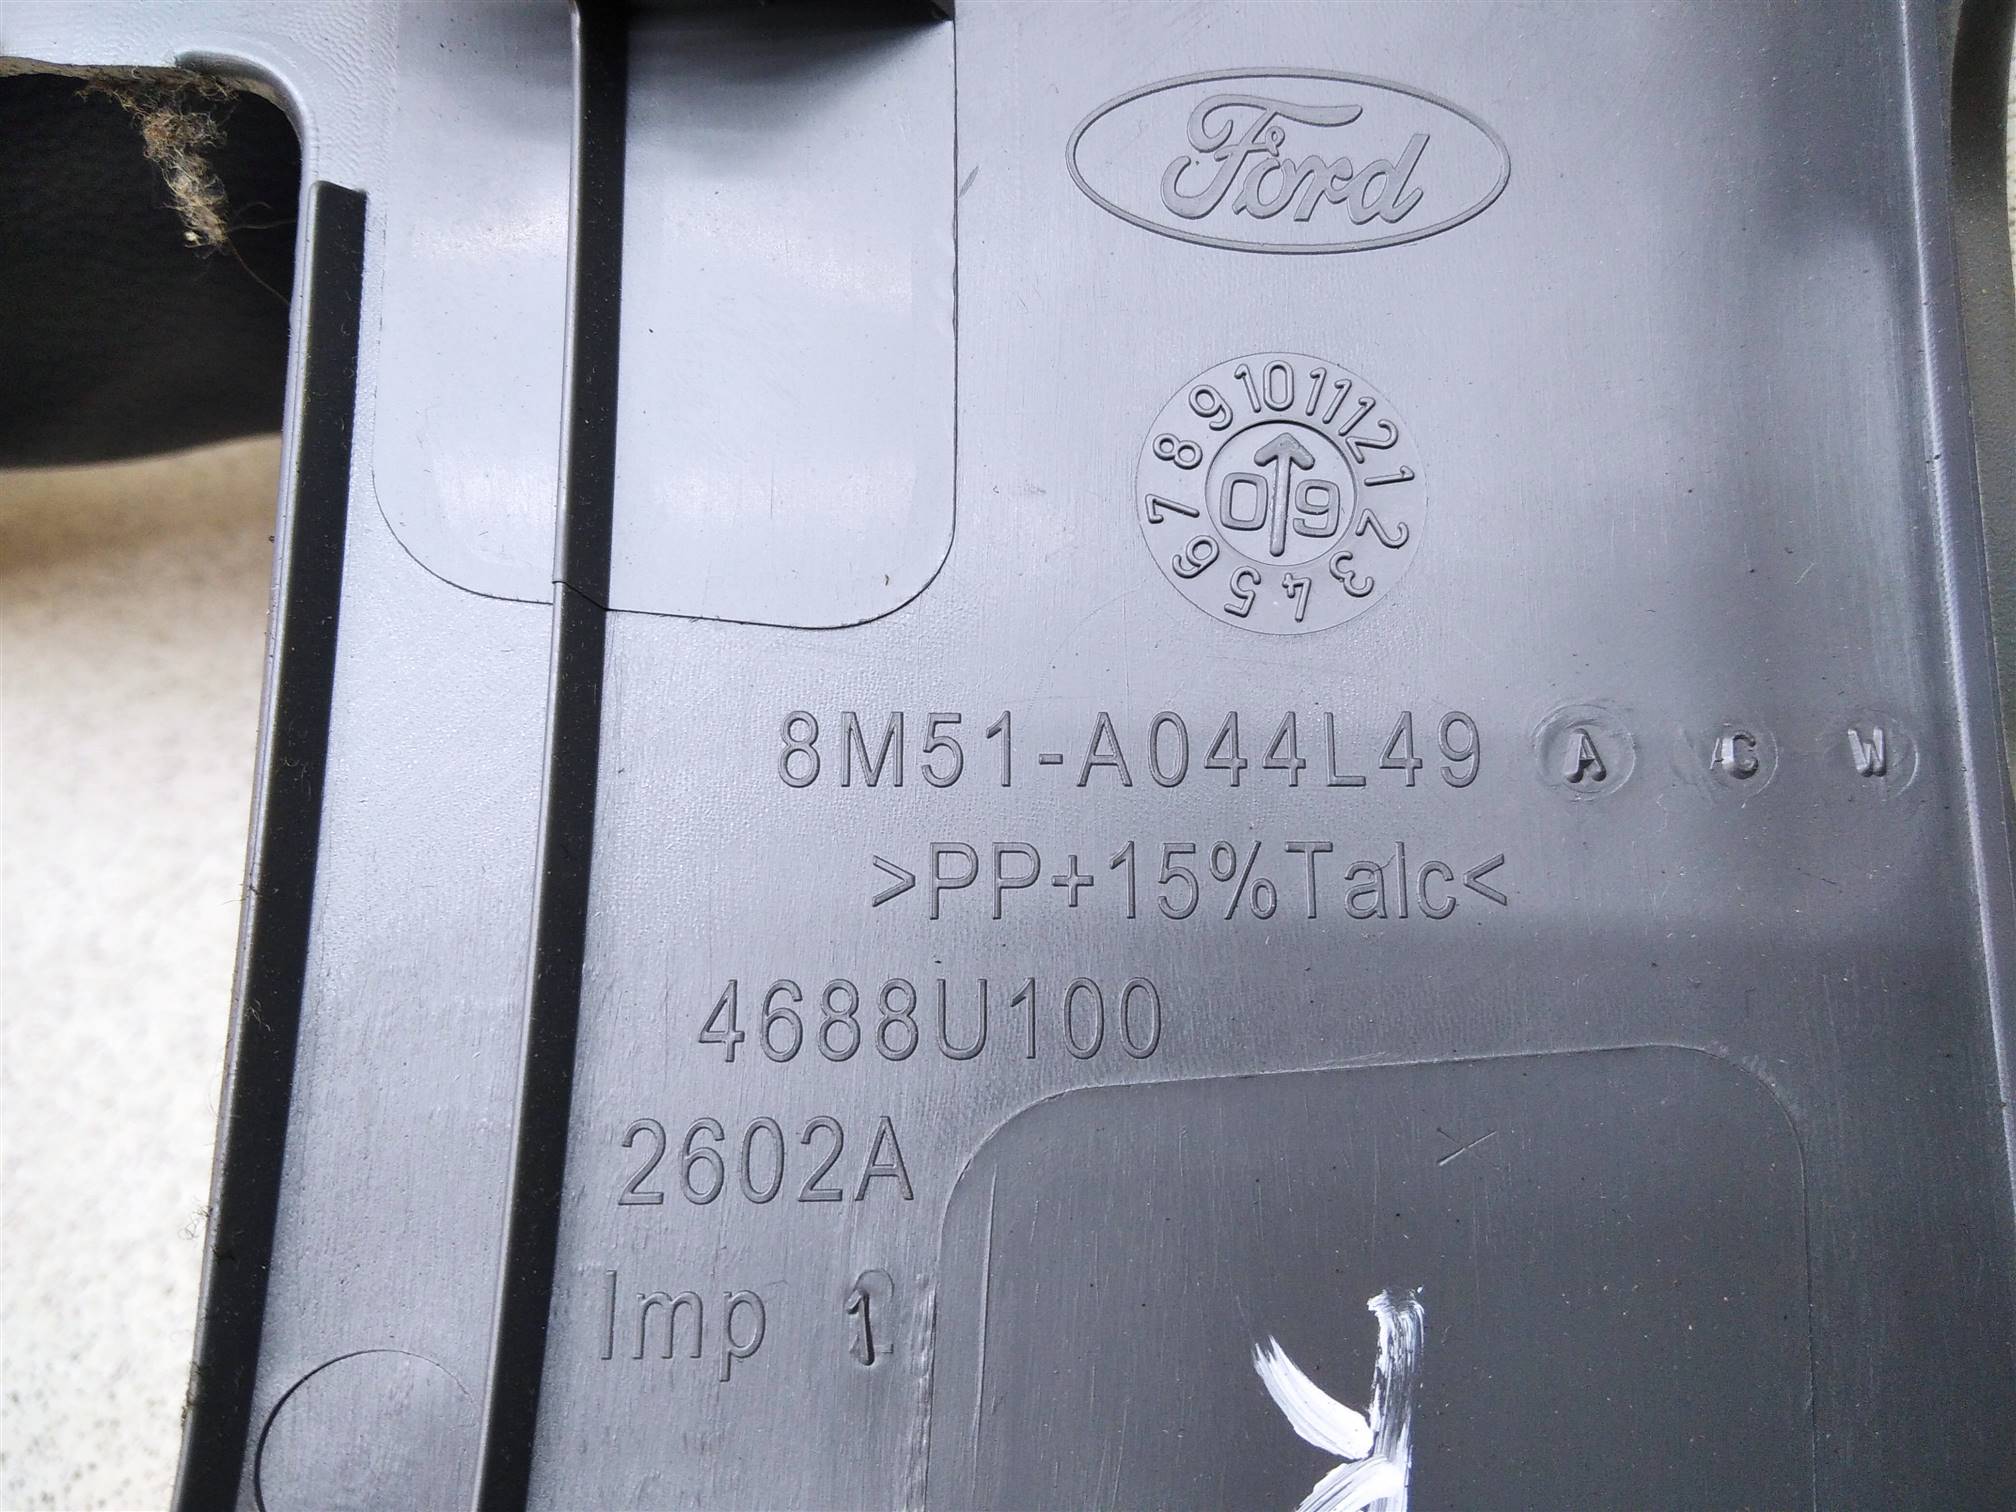 Ford
9 10 11 12 1 2 3 4 5 6 7 8
09
8M51-A044L49 A C W
>PP+15%Talc<
4688U100
2602A
Imp 1